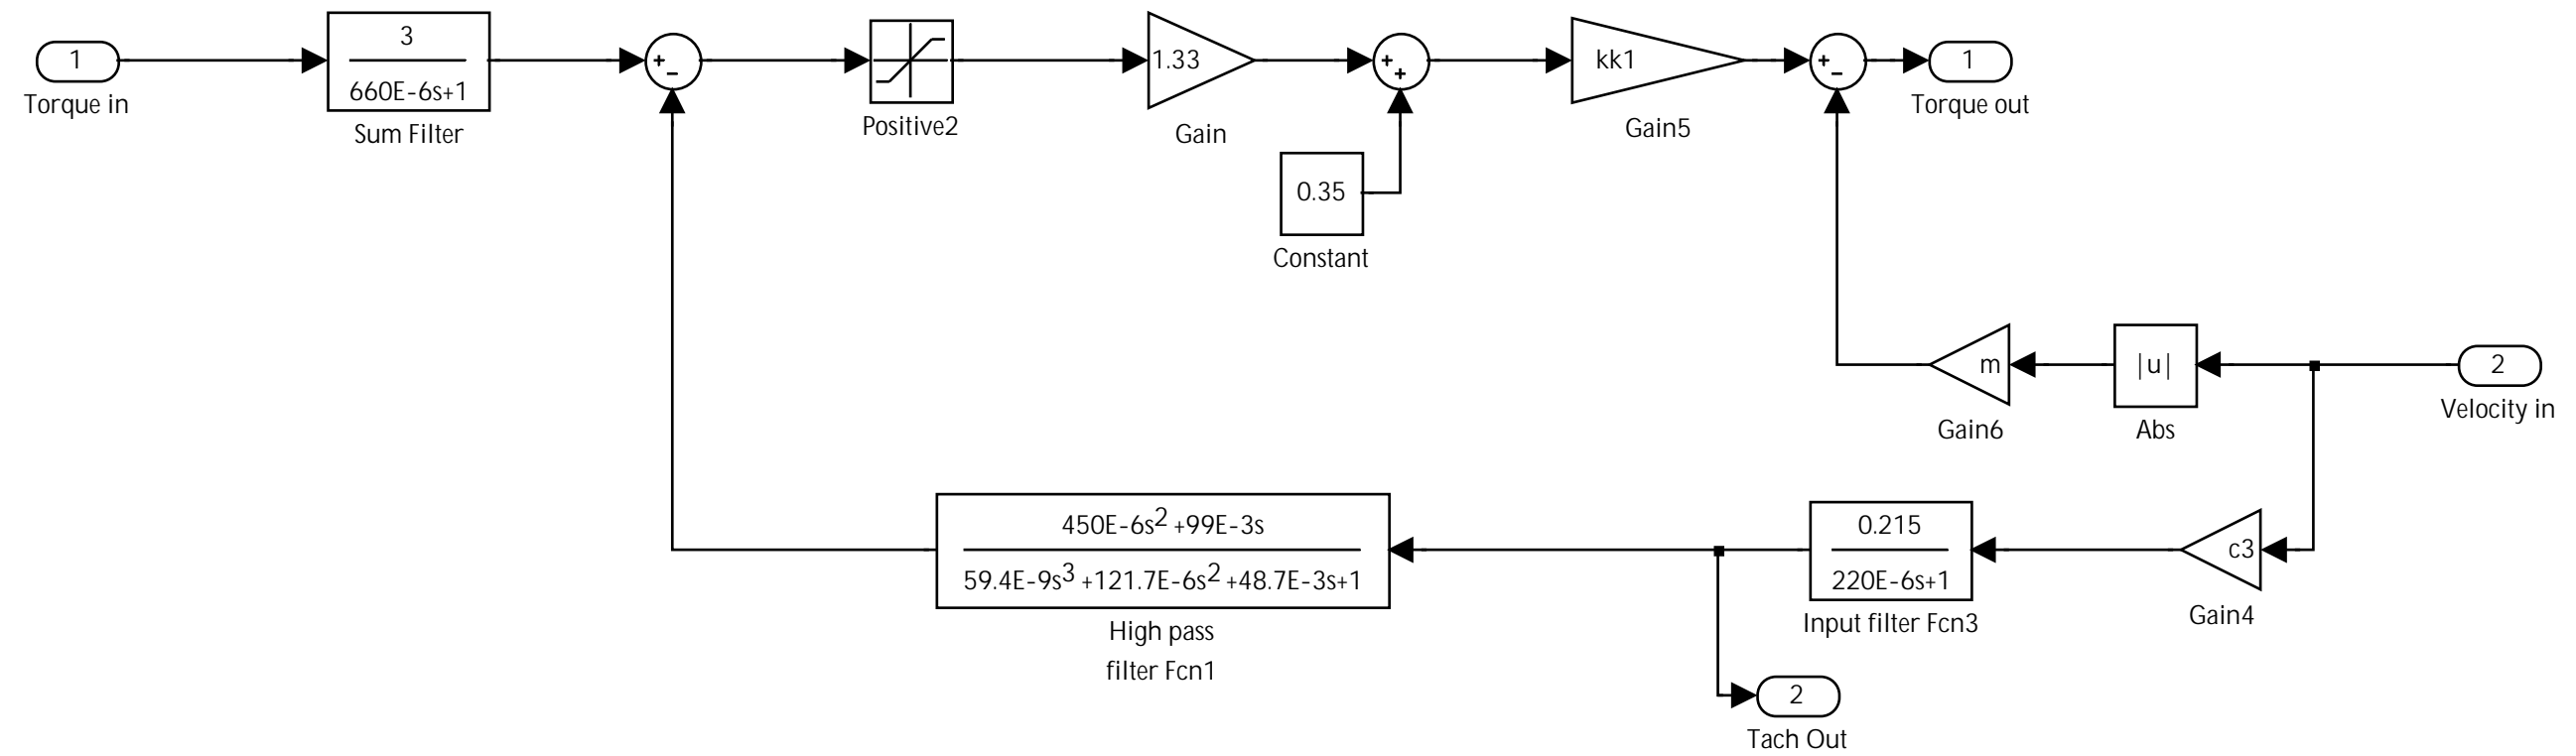 1
Torque in
3
660E-6s+1
Sum Filter
+
−
Positive2
1.33
Gain
+
+
0.35
Constant
kk1
Gain5
+
−
1
Torque out
m
Gain6
|u|
Abs
2
Velocity in
450E-6s² +99E-3s
59.4E-9s³ +121.7E-6s² +48.7E-3s+1
High pass
filter Fcn1
0.215
220E-6s+1
Input filter Fcn3
c3
Gain4
2
Tach Out